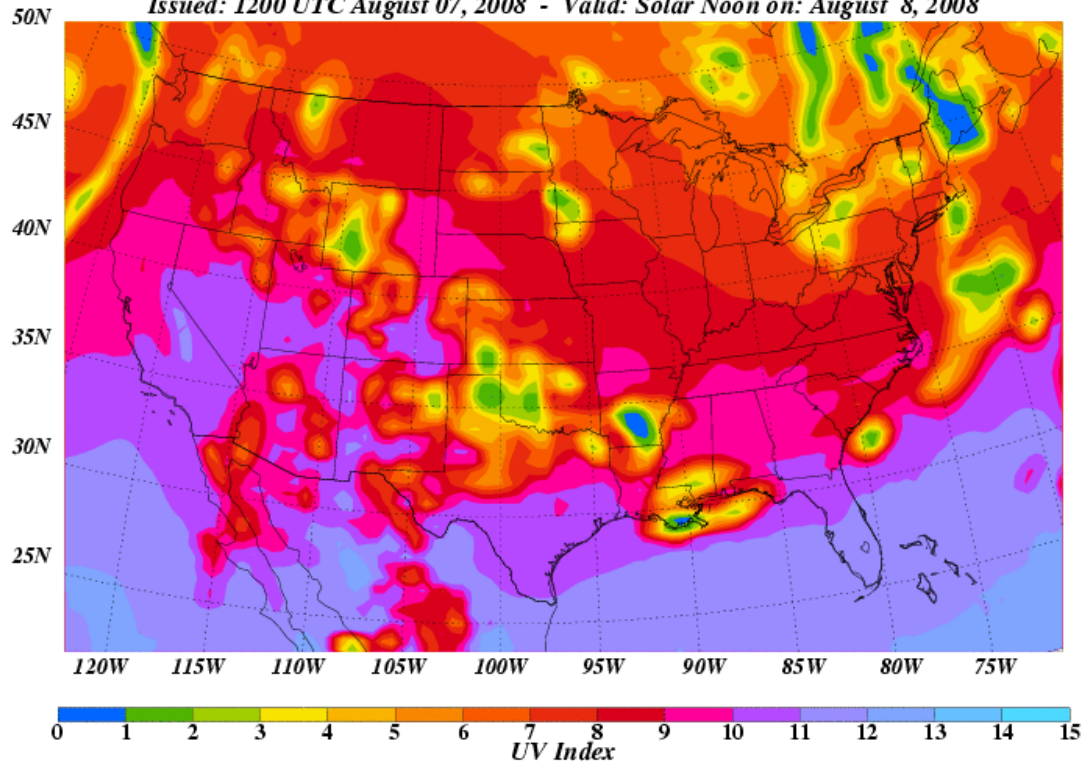 Issued: 1200 UTC August 07, 2008 - Valid: Solar Noon on: August 8, 2008
50N
45N
40N
35N
30N
25N
120W 115W 110W 105W 100W 95W 90W 85W 80W 75W
0 1 2 3 4 5 6 7 8 9 10 11 12 13 14 15
UV Index